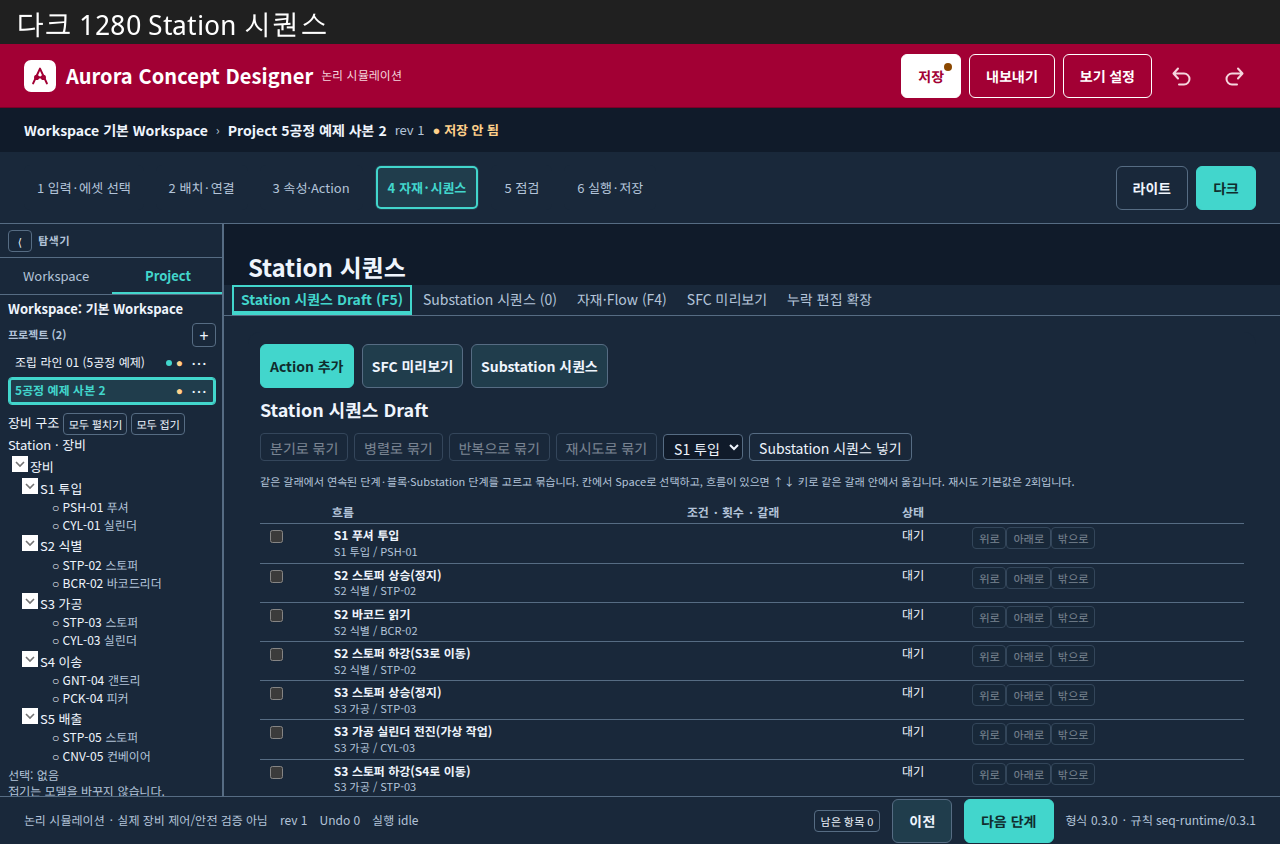 다크 1280 Station 시퀀스
Aurora Concept Designer 논리 시뮬레이션 저장 내보내기 보기 설정
Workspace 기본 Workspace › Project 5공정 예제 사본 2 rev 1 ● 저장 안 됨
1 입력·에셋 선택 2 배치·연결 3 속성·Action 4 자재·시퀀스 5 점검 6 실행·저장 라이트 다크
⟨ 탐색기
Workspace Project
Workspace: 기본 Workspace
프로젝트 (2) +
조립 라인 01 (5공정 예제) ● ● ···
5공정 예제 사본 2 ● ···
장비 구조 모두 펼치기 모두 접기
Station · 장비
장비
S1 투입
○ PSH-01 푸셔
○ CYL-01 실린더
S2 식별
○ STP-02 스토퍼
○ BCR-02 바코드리더
S3 가공
○ STP-03 스토퍼
○ CYL-03 실린더
S4 이송
○ GNT-04 갠트리
○ PCK-04 피커
S5 배출
○ STP-05 스토퍼
○ CNV-05 컨베이어
선택: 없음
접기는 모델을 바꾸지 않습니다.
Station 시퀀스
Station 시퀀스 Draft (F5) Substation 시퀀스 (0) 자재·Flow (F4) SFC 미리보기 누락 편집 확장
Action 추가 SFC 미리보기 Substation 시퀀스
Station 시퀀스 Draft
분기로 묶기 병렬로 묶기 반복으로 묶기 재시도로 묶기 S1 투입 Substation 시퀀스 넣기
같은 갈래에서 연속된 단계·블록·Substation 단계를 고르고 묶습니다. 칸에서 Space로 선택하고, 흐름이 있으면 ↑↓ 키로 같은 갈래 안에서 옮깁니다. 재시도 기본값은 2회입니다.
흐름 조건 · 횟수 · 갈래 상태
S1 푸셔 투입 대기 위로 아래로 밖으로
S1 투입 / PSH-01
S2 스토퍼 상승(정지) 대기 위로 아래로 밖으로
S2 식별 / STP-02
S2 바코드 읽기 대기 위로 아래로 밖으로
S2 식별 / BCR-02
S2 스토퍼 하강(S3로 이동) 대기 위로 아래로 밖으로
S2 식별 / STP-02
S3 스토퍼 상승(정지) 대기 위로 아래로 밖으로
S3 가공 / STP-03
S3 가공 실린더 전진(가상 작업) 대기 위로 아래로 밖으로
S3 가공 / CYL-03
S3 스토퍼 하강(S4로 이동) 대기 위로 아래로 밖으로
S3 가공 / STP-03
논리 시뮬레이션 · 실제 장비 제어/안전 검증 아님 rev 1 Undo 0 실행 idle 남은 항목 0 이전 다음 단계 형식 0.3.0 · 규칙 seq-runtime/0.3.1